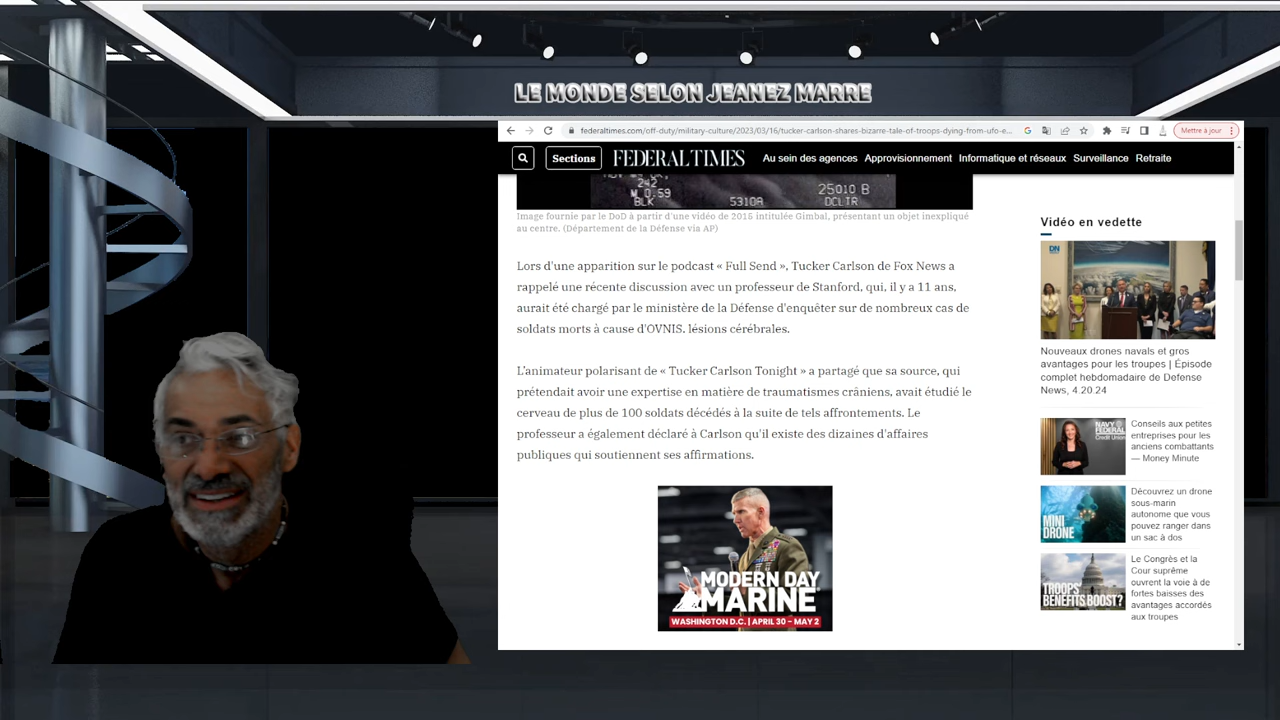 LE MONDE SELON JEANEZ MARRE
federaltimes.com/off-duty/military-culture/2023/03/16/tucker-carlson-shares-bizarre-tale-of-troops-dying-from-ufo-e...
Mettre à jour
Sections
FEDERALTIMES
Au sein des agences
Approvisionnement
Informatique et réseaux
Surveillance
Retraite
242
M 0.59
BLK
5310A
25010 B
DCLTR
Image fournie par le DoD à partir d'une vidéo de 2015 intitulée Gimbal, présentant un objet inexpliqué
au centre. (Département de la Défense via AP)
Lors d'une apparition sur le podcast « Full Send », Tucker Carlson de Fox News a
rappelé une récente discussion avec un professeur de Stanford, qui, il y a 11 ans,
aurait été chargé par le ministère de la Défense d'enquêter sur de nombreux cas de
soldats morts à cause d'OVNIS. lésions cérébrales.
L'animateur polarisant de « Tucker Carlson Tonight » a partagé que sa source, qui
prétendait avoir une expertise en matière de traumatismes crâniens, avait étudié le
cerveau de plus de 100 soldats décédés à la suite de tels affrontements. Le
professeur a également déclaré à Carlson qu'il existe des dizaines d'affaires
publiques qui soutiennent ses affirmations.
MODERN DAY
MARINE
WASHINGTON D.C. | APRIL 30 – MAY 2
Vidéo en vedette
DN
Nouveaux drones navals et gros
avantages pour les troupes | Épisode
complet hebdomadaire de Defense
News, 4.20.24
NAVY
FEDERAL
Credit Union
Conseils aux petites
entreprises pour les
anciens combattants
— Money Minute
MINI
DRONE
Découvrez un drone
sous-marin
autonome que vous
pouvez ranger dans
un sac à dos
TROOPS'
BENEFITS BOOST?
Le Congrès et la
Cour suprême
ouvrent la voie à de
fortes baisses des
avantages accordés
aux troupes